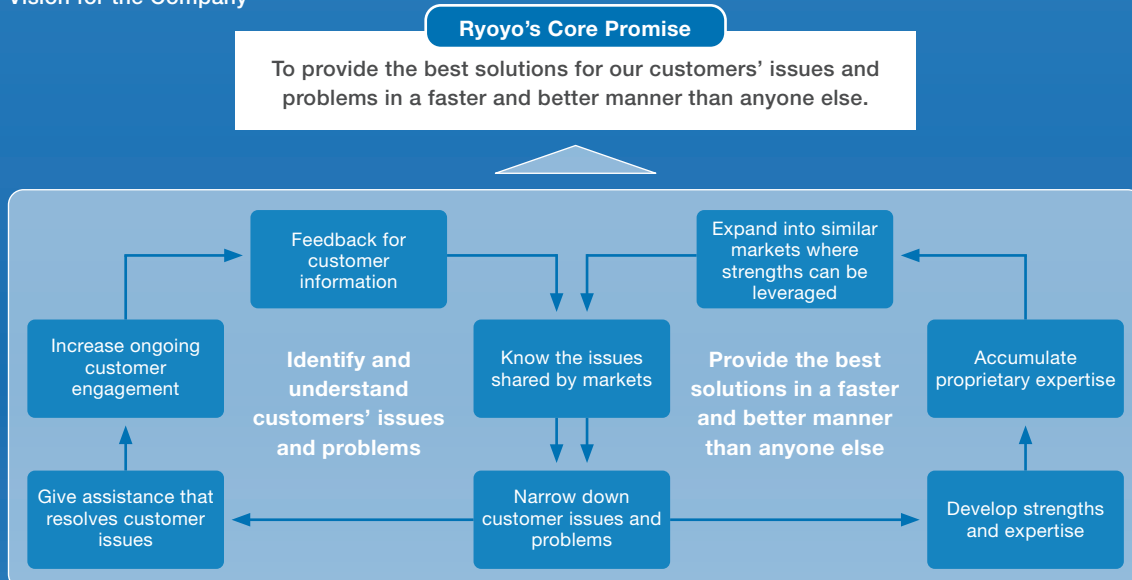 Vision for the Company
Ryoyo's Core Promise
To provide the best solutions for our customers' issues and
problems in a faster and better manner than anyone else.
Feedback for
customer
information
Expand into similar
markets where
strengths can be
leveraged
Increase ongoing
customer
engagement
Identify and
understand
customers' issues
and problems
Know the issues
shared by markets
Provide the best
solutions in a faster
and better manner
than anyone else
Accumulate
proprietary expertise
Give assistance that
resolves customer
issues
Narrow down
customer issues and
problems
Develop strengths
and expertise